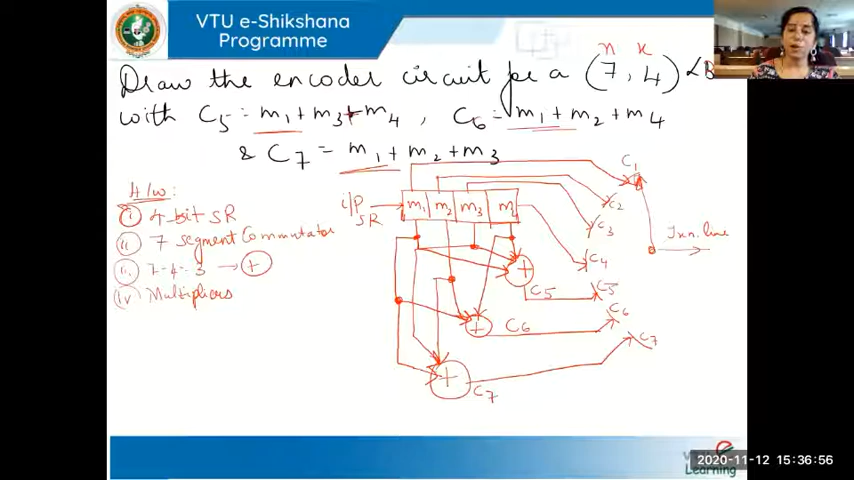 VTU e-Shikshana
Programme
Draw the encoder circuit for a (7, 4) LB
n k
with C5 = m1 + m3 + m4 , C6 = m1 + m2 + m4
& C7 = m1 + m2 + m3
H/w:
(i) 4-bit SR
(ii) 7 segment Commutator
7-4=3 → +
(iv) Multipliers
i/p
SR
m1 m2 m3 m4
C1
C2
C3
C4
Txn. line
+ C5 C5
+ C6 C6
+ C7 C7
Learning
2020-11-12 15:36:56